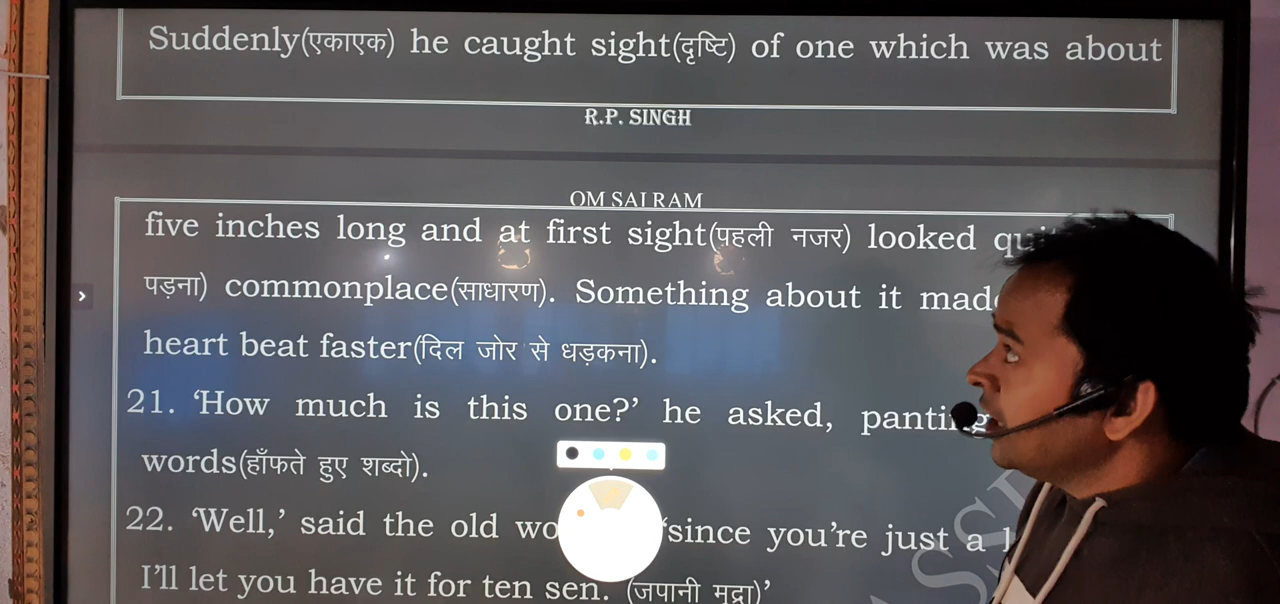 Suddenly(एकाएक) he caught sight(दृष्टि) of one which was about
R.P. SINGH
OM SAI RAM
five inches long and at first sight(पहली नजर) looked
पड़ना) commonplace(साधारण). Something about it
heart beat faster(दिल जोर से धड़कना).
21. ‘How much is this one?’ he asked,
words(हाँफते हुए शब्दो).
22. ‘Well,’ said the old ‘since you’re just a
I’ll let you have it for ten sen. (जपानी मुद्रा)’